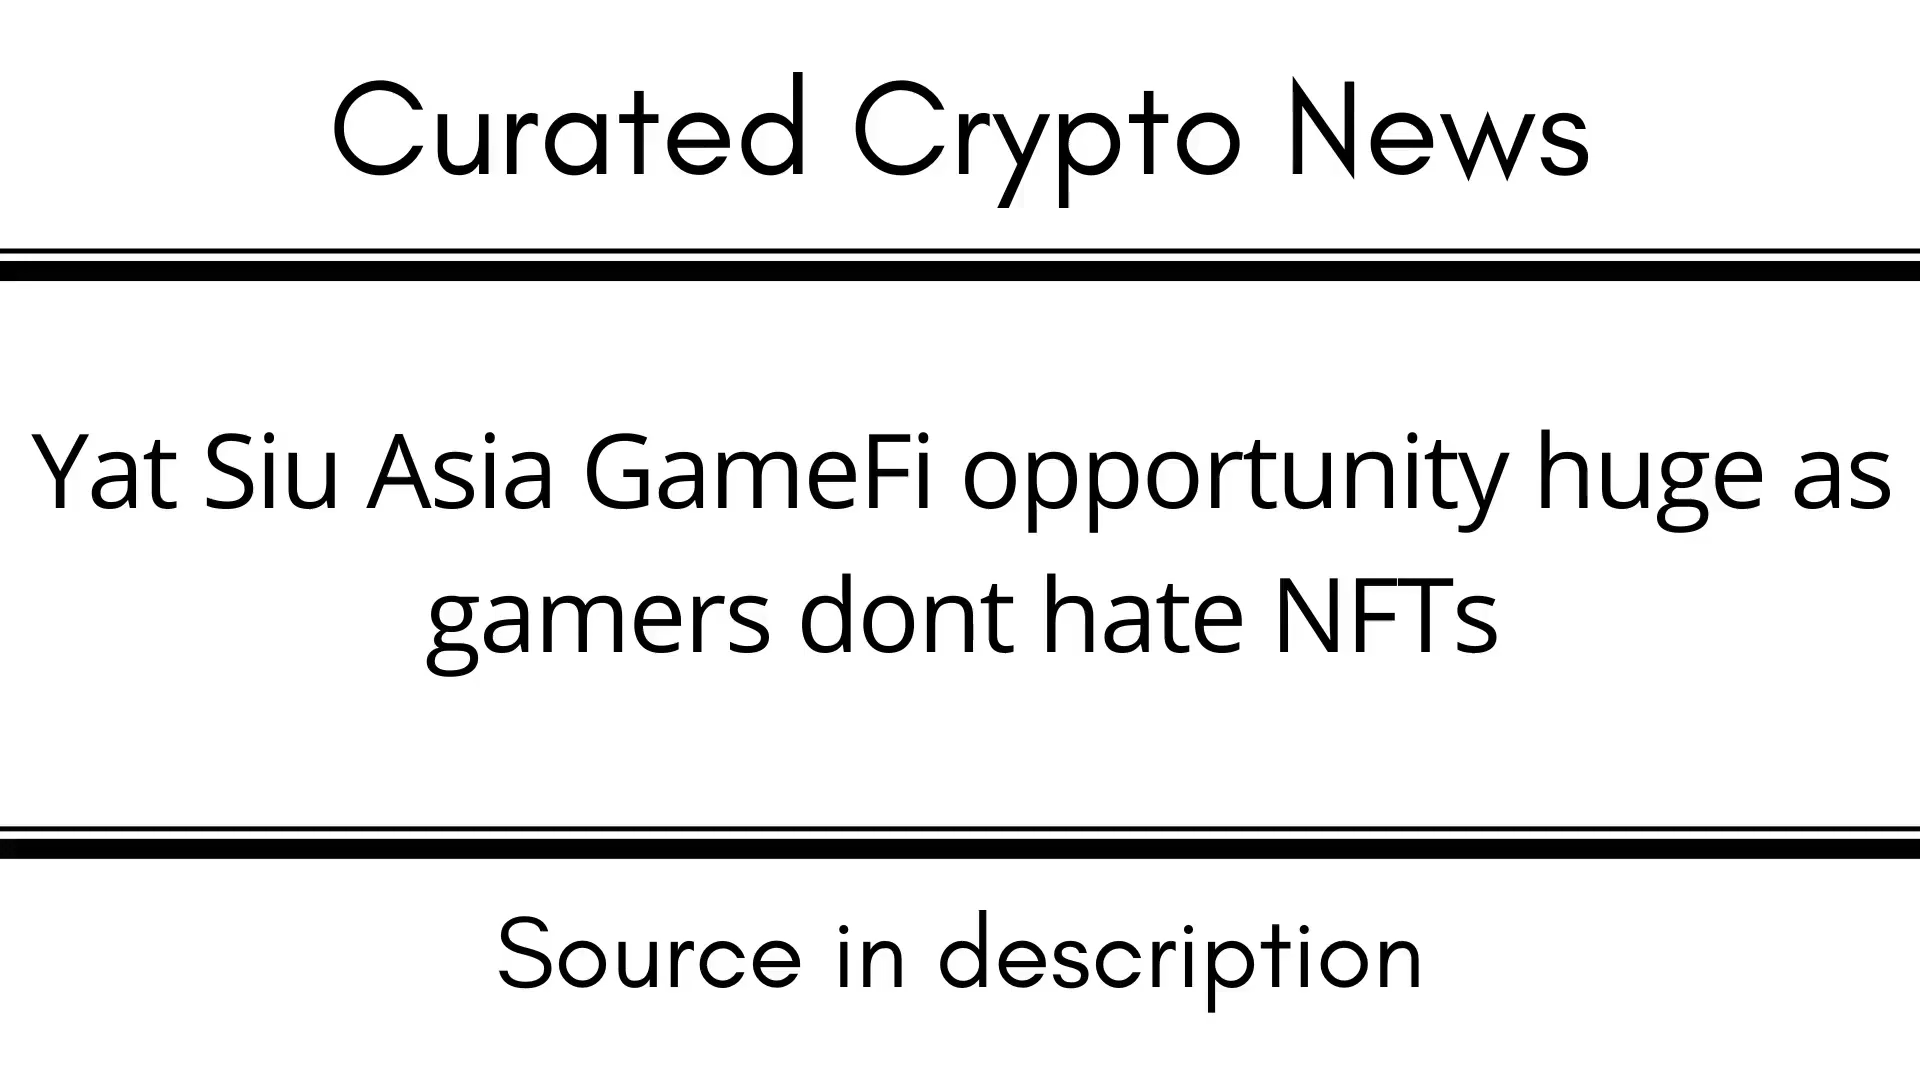 Curated Crypto News
Yat Siu Asia GameFi opportunity huge as
gamers dont hate NFTs
Source in description